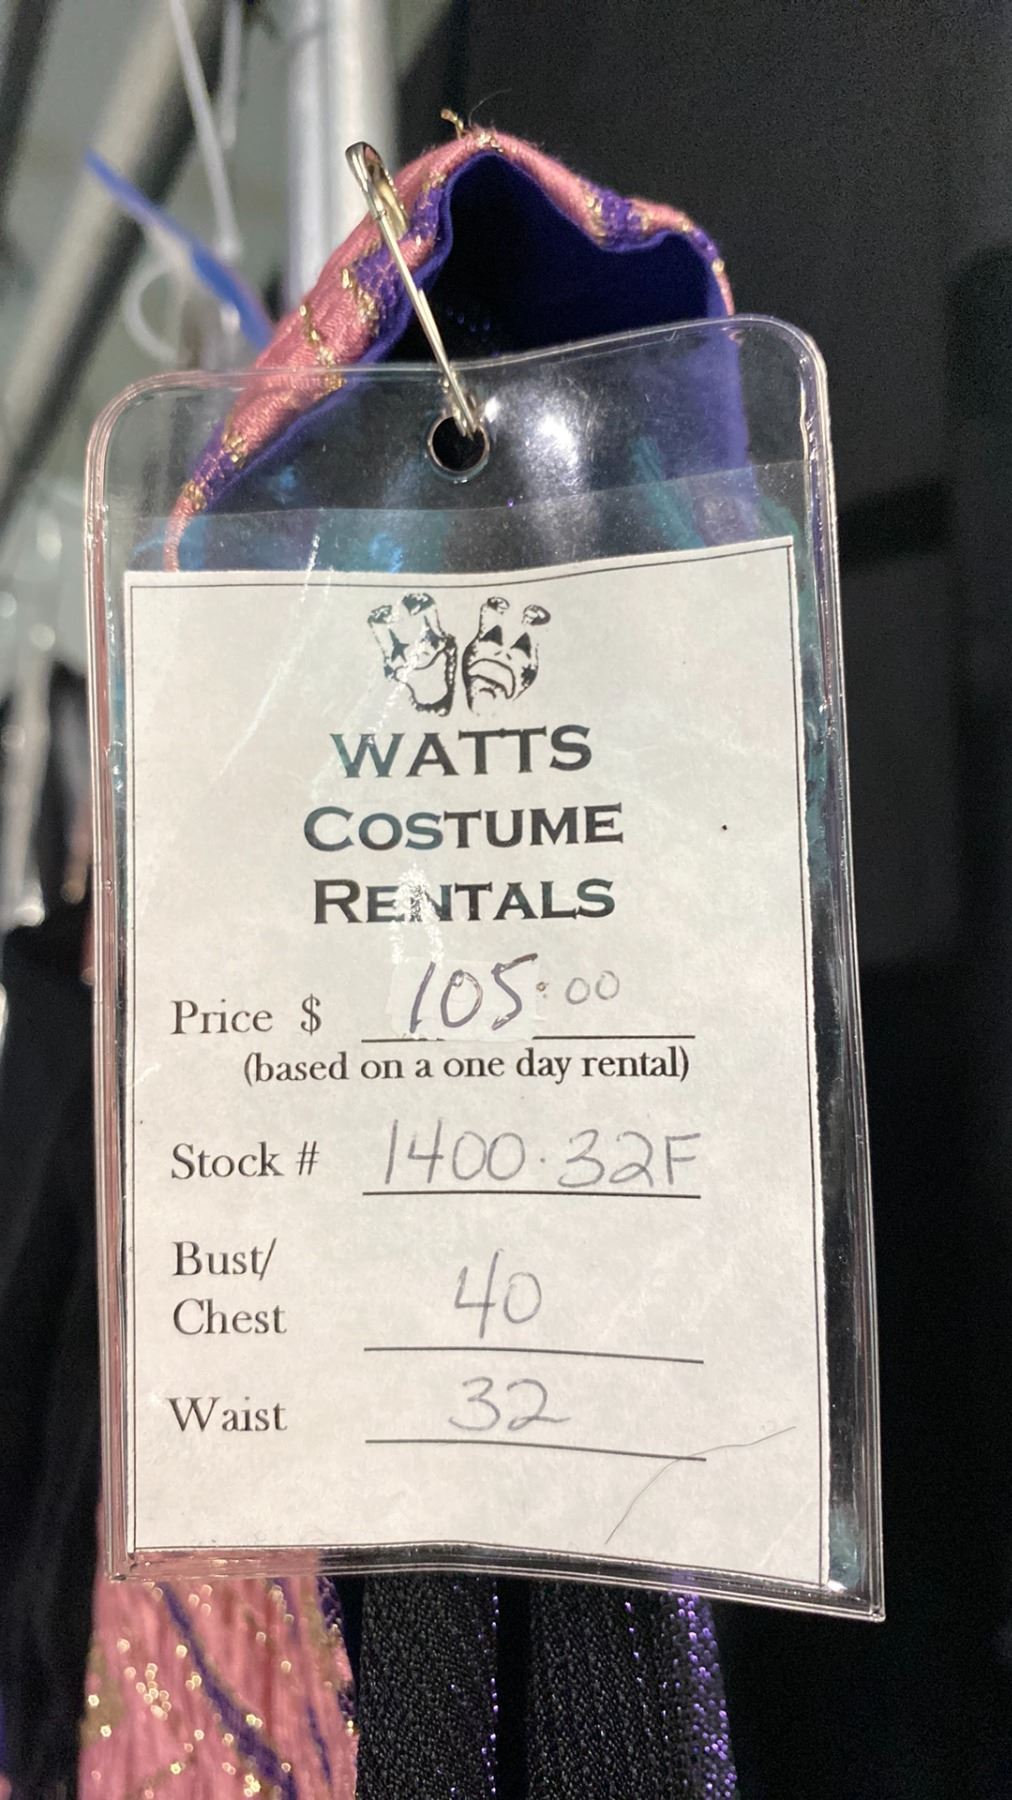 WATTS
COSTUME
RENTALS
Price $ 105.00
(based on a one day rental)
Stock # 1400.32F
Bust/
Chest 40
Waist 32